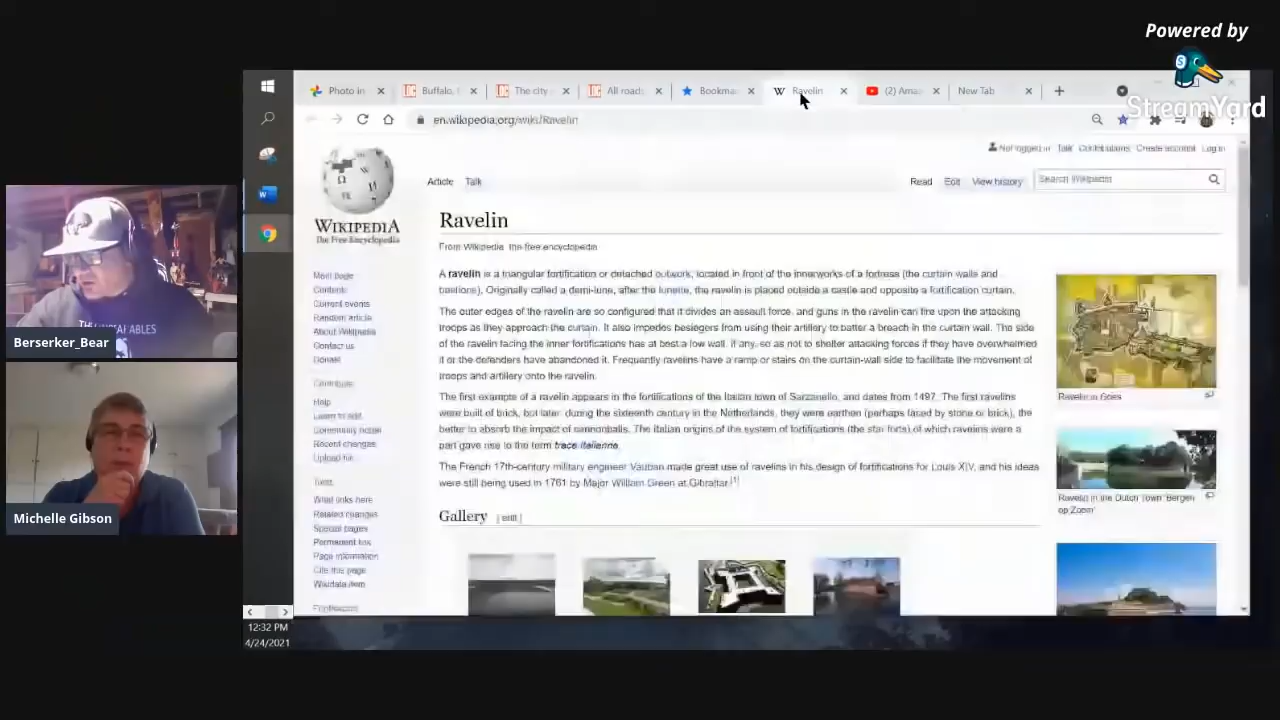 Powered by
StreamYard
Photo in
Buffalo,
The city
All road
Bookma
Ravelin
(2) Ama
New Tab
en.wikipedia.org/wiki/Ravelin
Not logged in Talk Contributions Create account Log in
Article Talk
Read Edit View history
Search Wikipedia
WIKIPEDIA
The Free Encyclopedia
Ravelin
From Wikipedia, the free encyclopedia
A ravelin is a triangular fortification or detached outwork, located in front of the innerworks of a fortress (the curtain walls and
bastions). Originally called a demi-lune, after the lunette, the ravelin is placed outside a castle and opposite a fortification curtain.
The outer edges of the ravelin are so configured that it divides an assault force, and guns in the ravelin can fire upon the attacking
troops as they approach the curtain. It also impedes besiegers from using their artillery to batter a breach in the curtain wall. The side
of the ravelin facing the inner fortifications has at best a low wall, if any, so as not to shelter attacking forces if they have overwhelmed
it or the defenders have abandoned it. Frequently ravelins have a ramp or stairs on the curtain-wall side to facilitate the movement of
troops and artillery onto the ravelin.
The first example of a ravelin appears in the fortifications of the Italian town of Sarzanello, and dates from 1497. The first ravelins
were built of brick, but later, during the sixteenth century in the Netherlands, they were earthen (perhaps faced by stone or brick), the
better to absorb the impact of cannonballs. The Italian origins of the system of fortifications (the star forts) of which ravelins were a
part gave rise to the term trace italienne.
The French 17th-century military engineer Vauban made great use of ravelins in his design of fortifications for Louis XIV, and his ideas
were still being used in 1761 by Major William Green at Gibraltar.[1]
Gallery [ edit ]
Main page
Contents
Current events
Random article
About Wikipedia
Contact us
Donate
Contribute
Help
Learn to edit
Community portal
Recent changes
Upload file
Tools
What links here
Related changes
Special pages
Permanent link
Page information
Cite this page
Wikidata item
Print/export
Ravelin in Goes
Ravelin in the Dutch Town Bergen
op Zoom
Berserker_Bear
Michelle Gibson
12:32 PM
4/24/2021